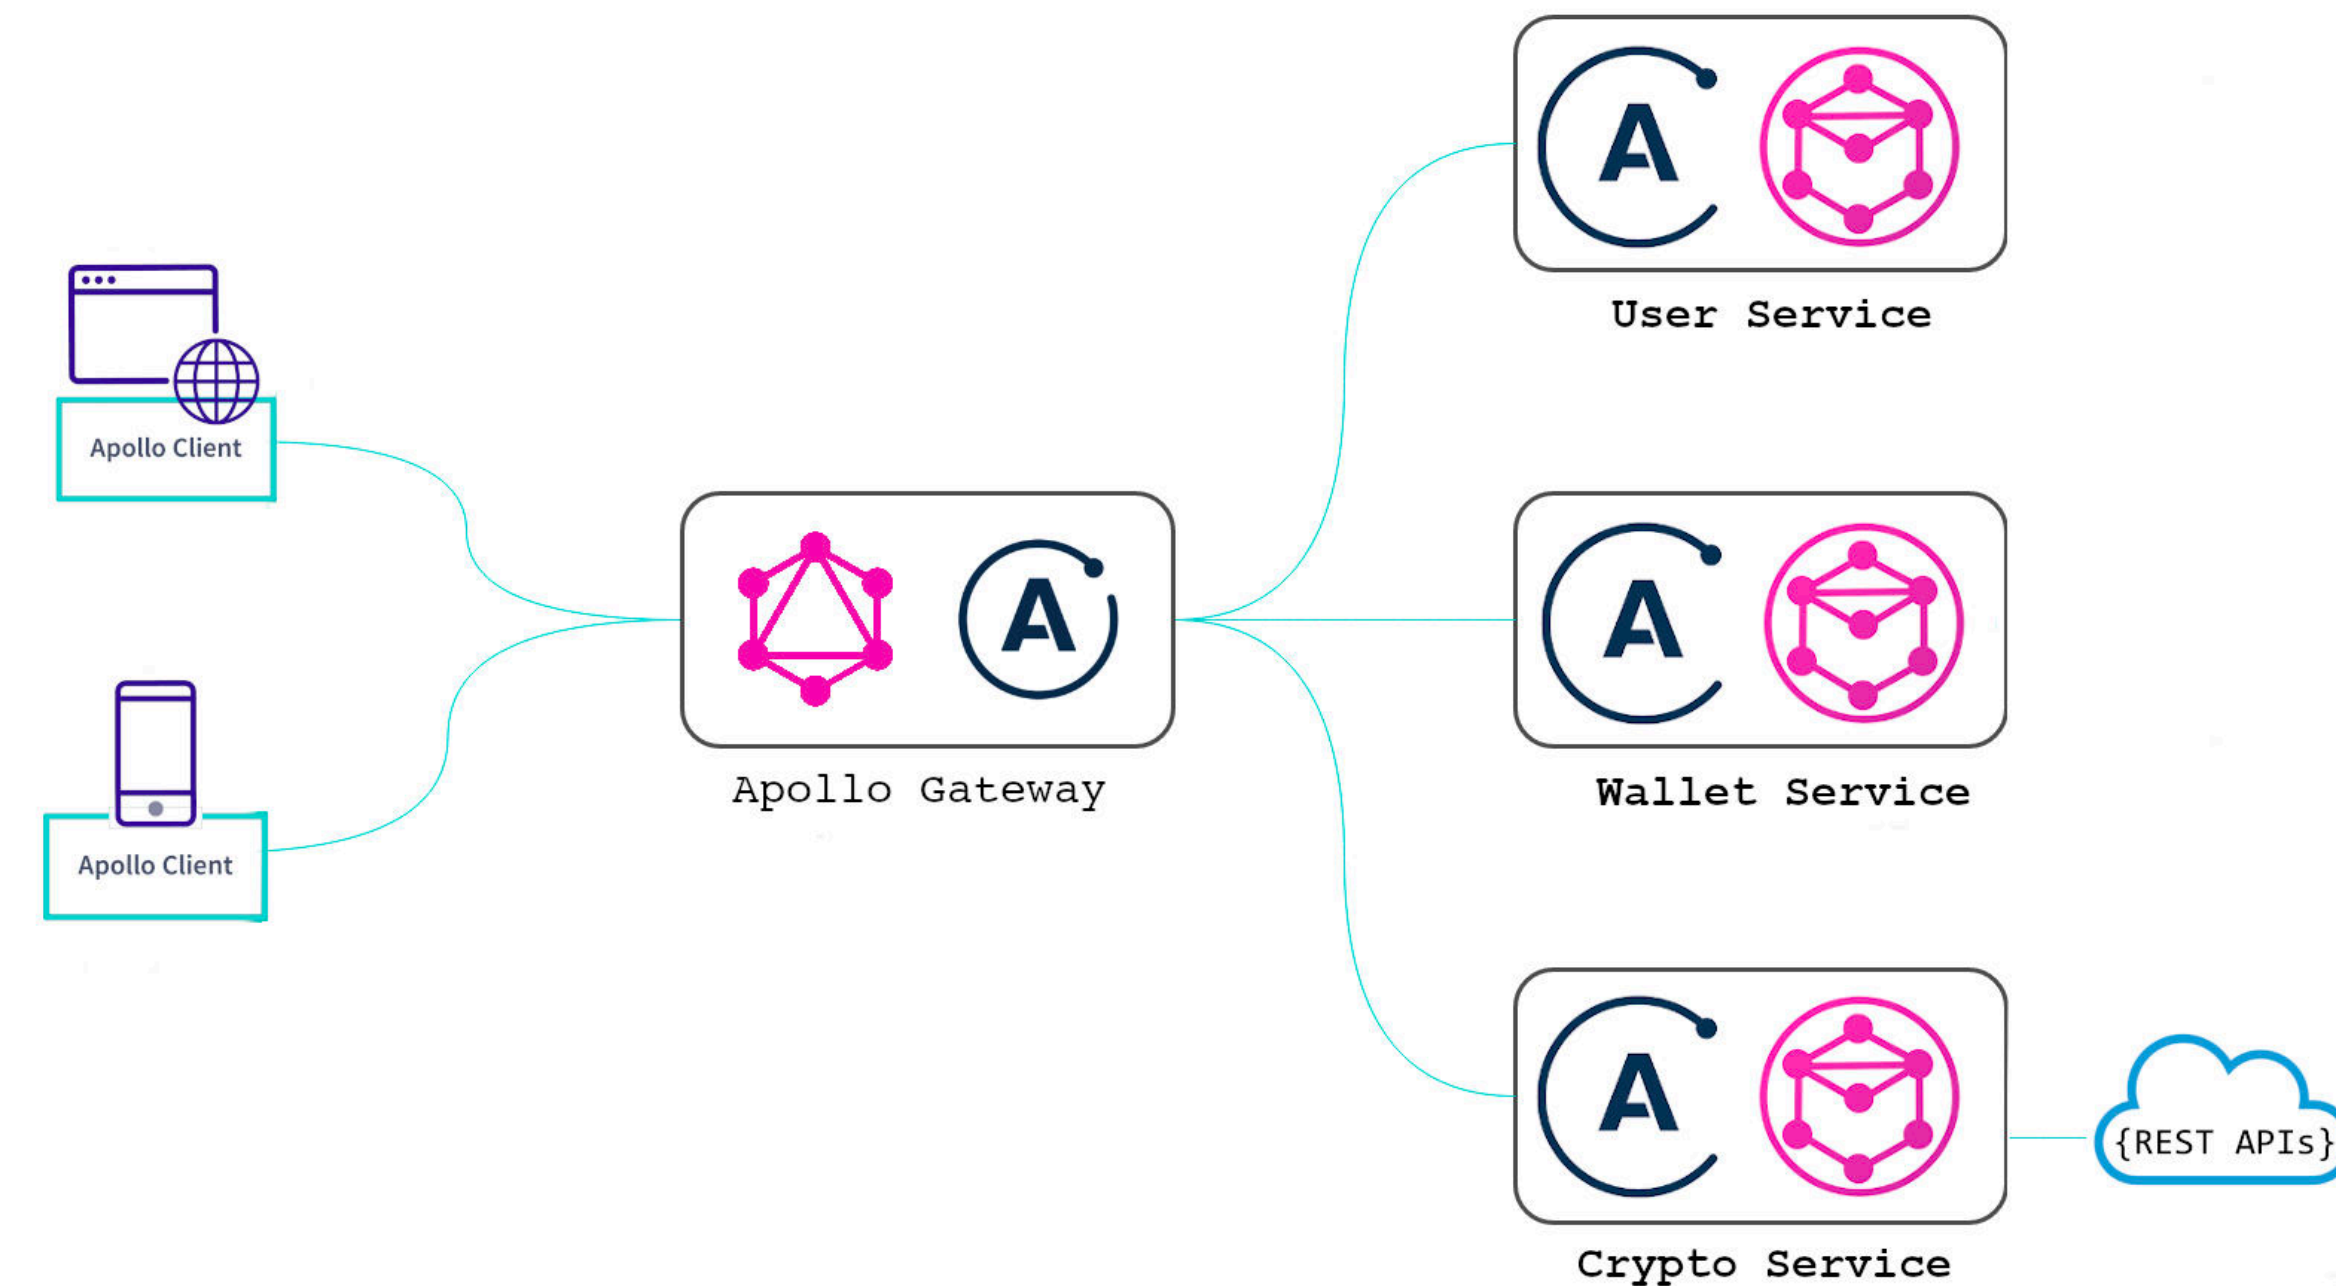 User Service
Apollo Client
Apollo Gateway
Wallet Service
Apollo Client
{REST APIs}
Crypto Service